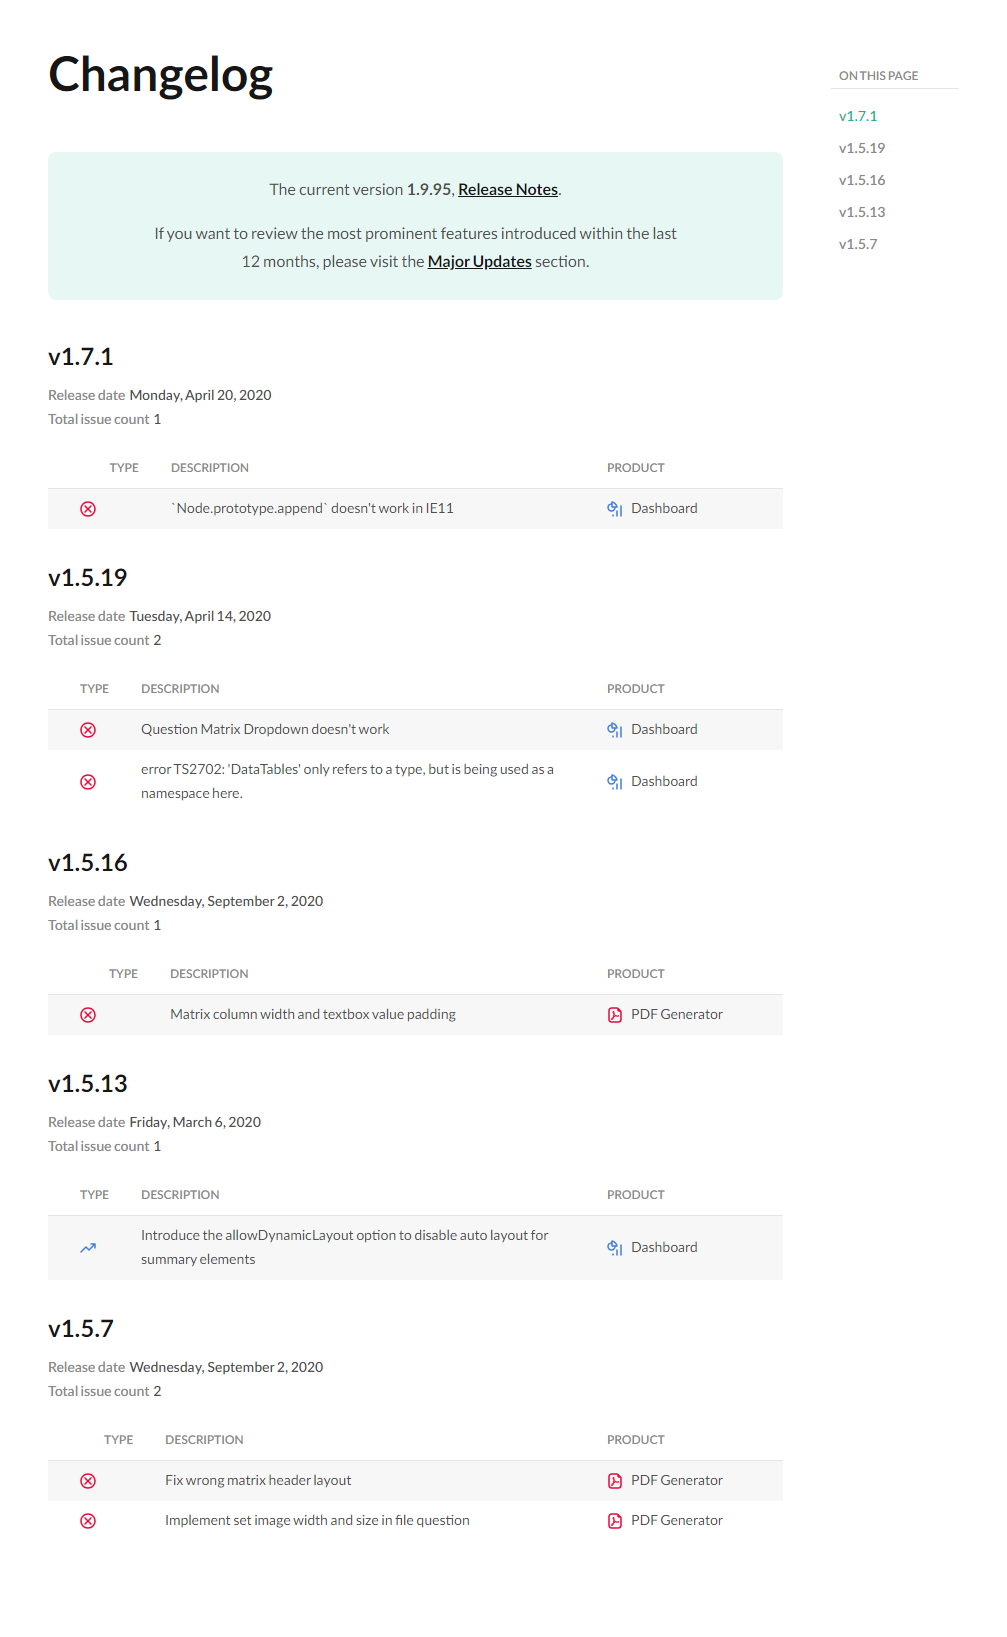 Changelog
The current version 1.9.95, Release Notes.
If you want to review the most prominent features introduced within the last
12 months, please visit the Major Updates section.
v1.7.1
Release date Monday, April 20, 2020
Total issue count 1
TYPE DESCRIPTION PRODUCT
`Node.prototype.append` doesn't work in IE11 Dashboard
v1.5.19
Release date Tuesday, April 14, 2020
Total issue count 2
TYPE DESCRIPTION PRODUCT
Question Matrix Dropdown doesn't work Dashboard
error TS2702: 'DataTables' only refers to a type, but is being used as a
namespace here.
Dashboard
v1.5.16
Release date Wednesday, September 2, 2020
Total issue count 1
TYPE DESCRIPTION PRODUCT
Matrix column width and textbox value padding PDF Generator
v1.5.13
Release date Friday, March 6, 2020
Total issue count 1
TYPE DESCRIPTION PRODUCT
Introduce the allowDynamicLayout option to disable auto layout for
summary elements
Dashboard
v1.5.7
Release date Wednesday, September 2, 2020
Total issue count 2
TYPE DESCRIPTION PRODUCT
Fix wrong matrix header layout PDF Generator
Implement set image width and size in file question PDF Generator
ON THIS PAGE
v1.7.1
v1.5.19
v1.5.16
v1.5.13
v1.5.7